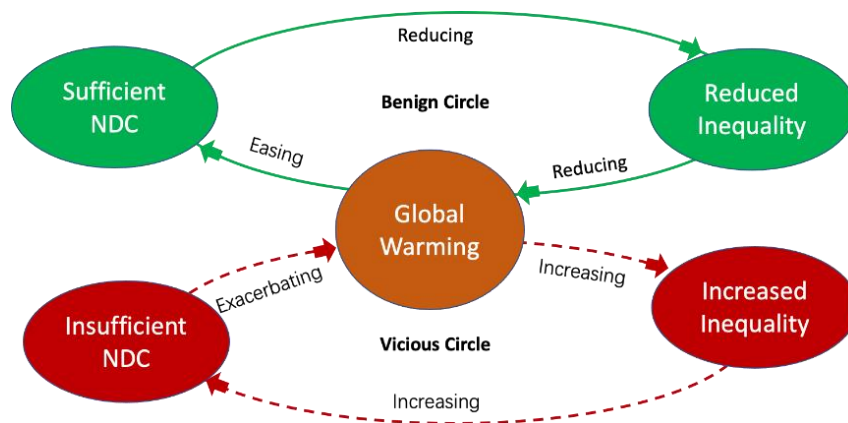 Reducing
Sufficient
NDC
Benign Circle
Reduced
Inequality
Easing
Reducing
Global
Warming
Exacerbating
Increasing
Insufficient
NDC
Increased
Inequality
Vicious Circle
Increasing